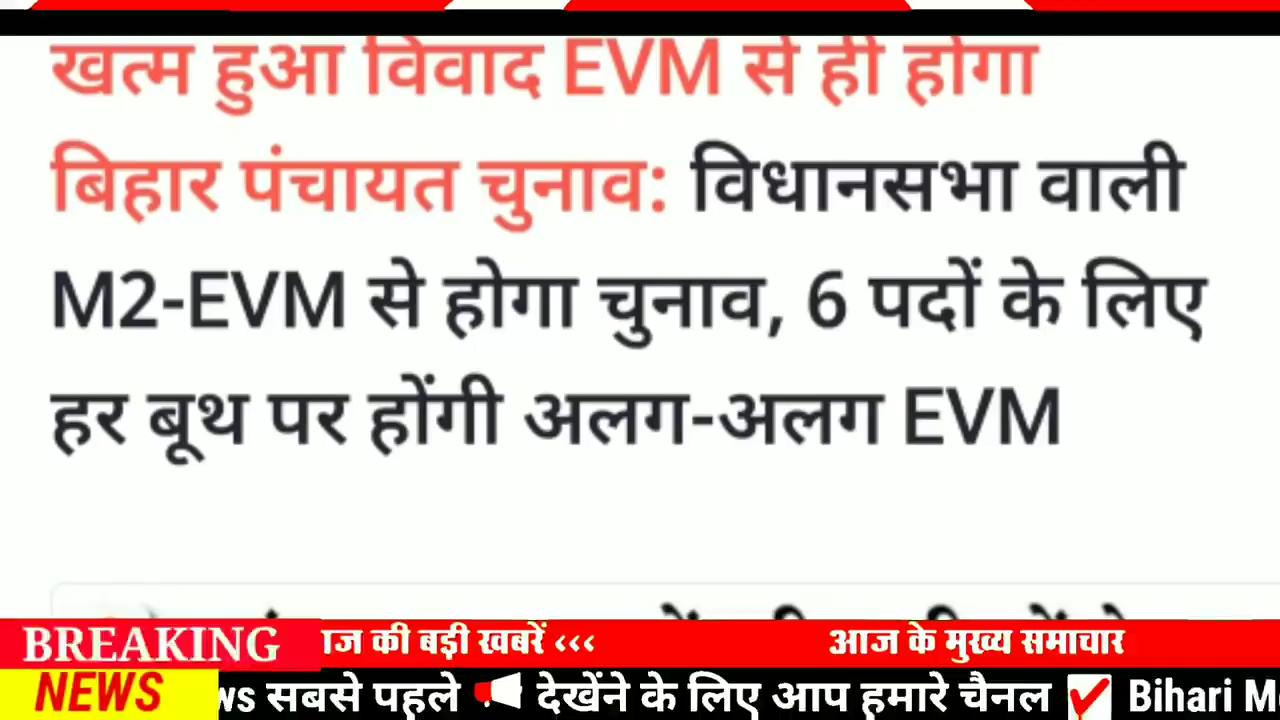 खत्म हुआ विवाद EVM से ही होगा
बिहार पंचायत चुनाव: विधानसभा वाली
M2-EVM से होगा चुनाव, 6 पदों के लिए
हर बूथ पर होंगी अलग-अलग EVM
BREAKING
की बड़ी खबरें <<< आज के मुख्य समाचार
NEWS
सबसे पहले देखेंने के लिए आप हमारे चैनल Bihari